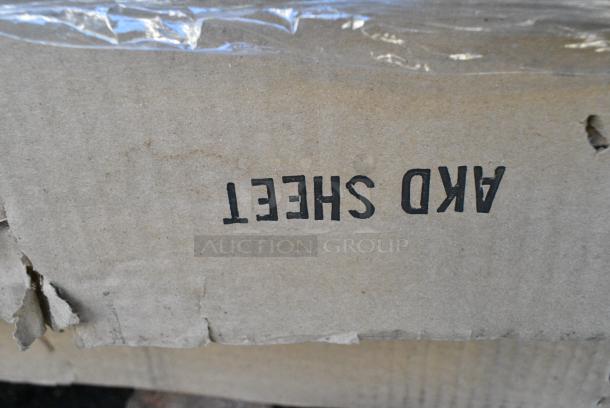 AKD SHEET
AUCTION GROUP